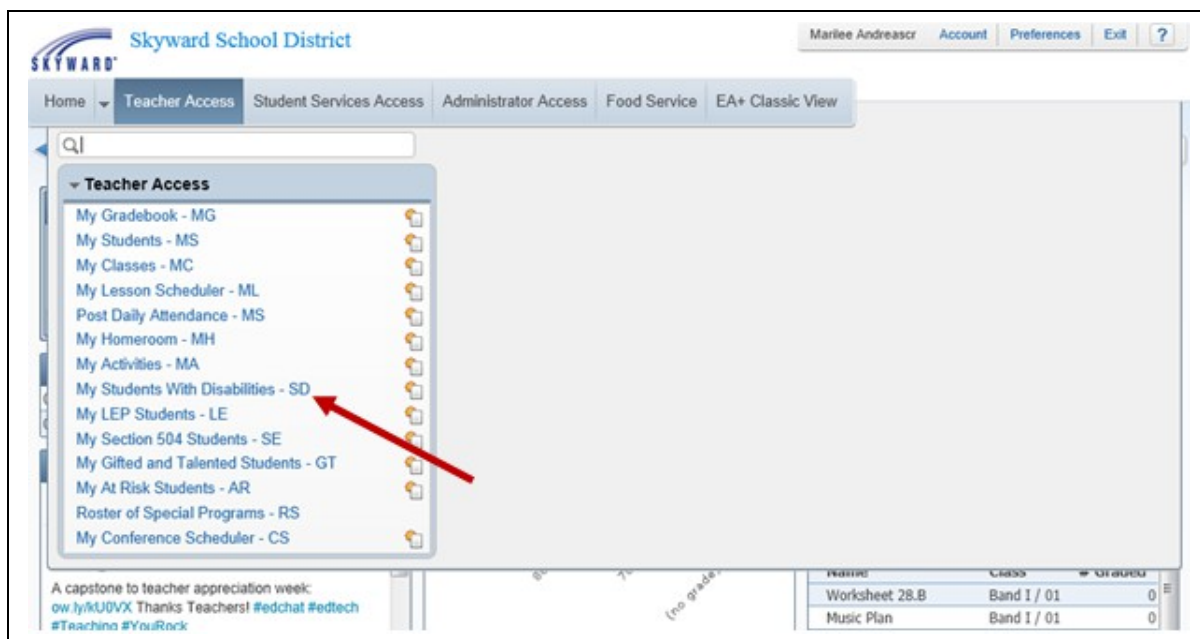 SKYWARD
Skyward School District
Marilee Andreascr Account Preferences Exit ?
Home Teacher Access Student Services Access Administrator Access Food Service EA+ Classic View
Teacher Access
My Gradebook - MG
My Students - MS
My Classes - MC
My Lesson Scheduler - ML
Post Daily Attendance - MS
My Homeroom - MH
My Activities - MA
My Students With Disabilities - SD
My LEP Students - LE
My Section 504 Students - SE
My Gifted and Talented Students - GT
My At Risk Students - AR
Roster of Special Programs - RS
My Conference Scheduler - CS
A capstone to teacher appreciation week:
ow.ly/kU0VX Thanks Teachers! #edchat #edtech
#Teaching #YouRock
(no grade)
Name Class # Graded
Worksheet 28.B Band I / 01 0
Music Plan Band I / 01 0